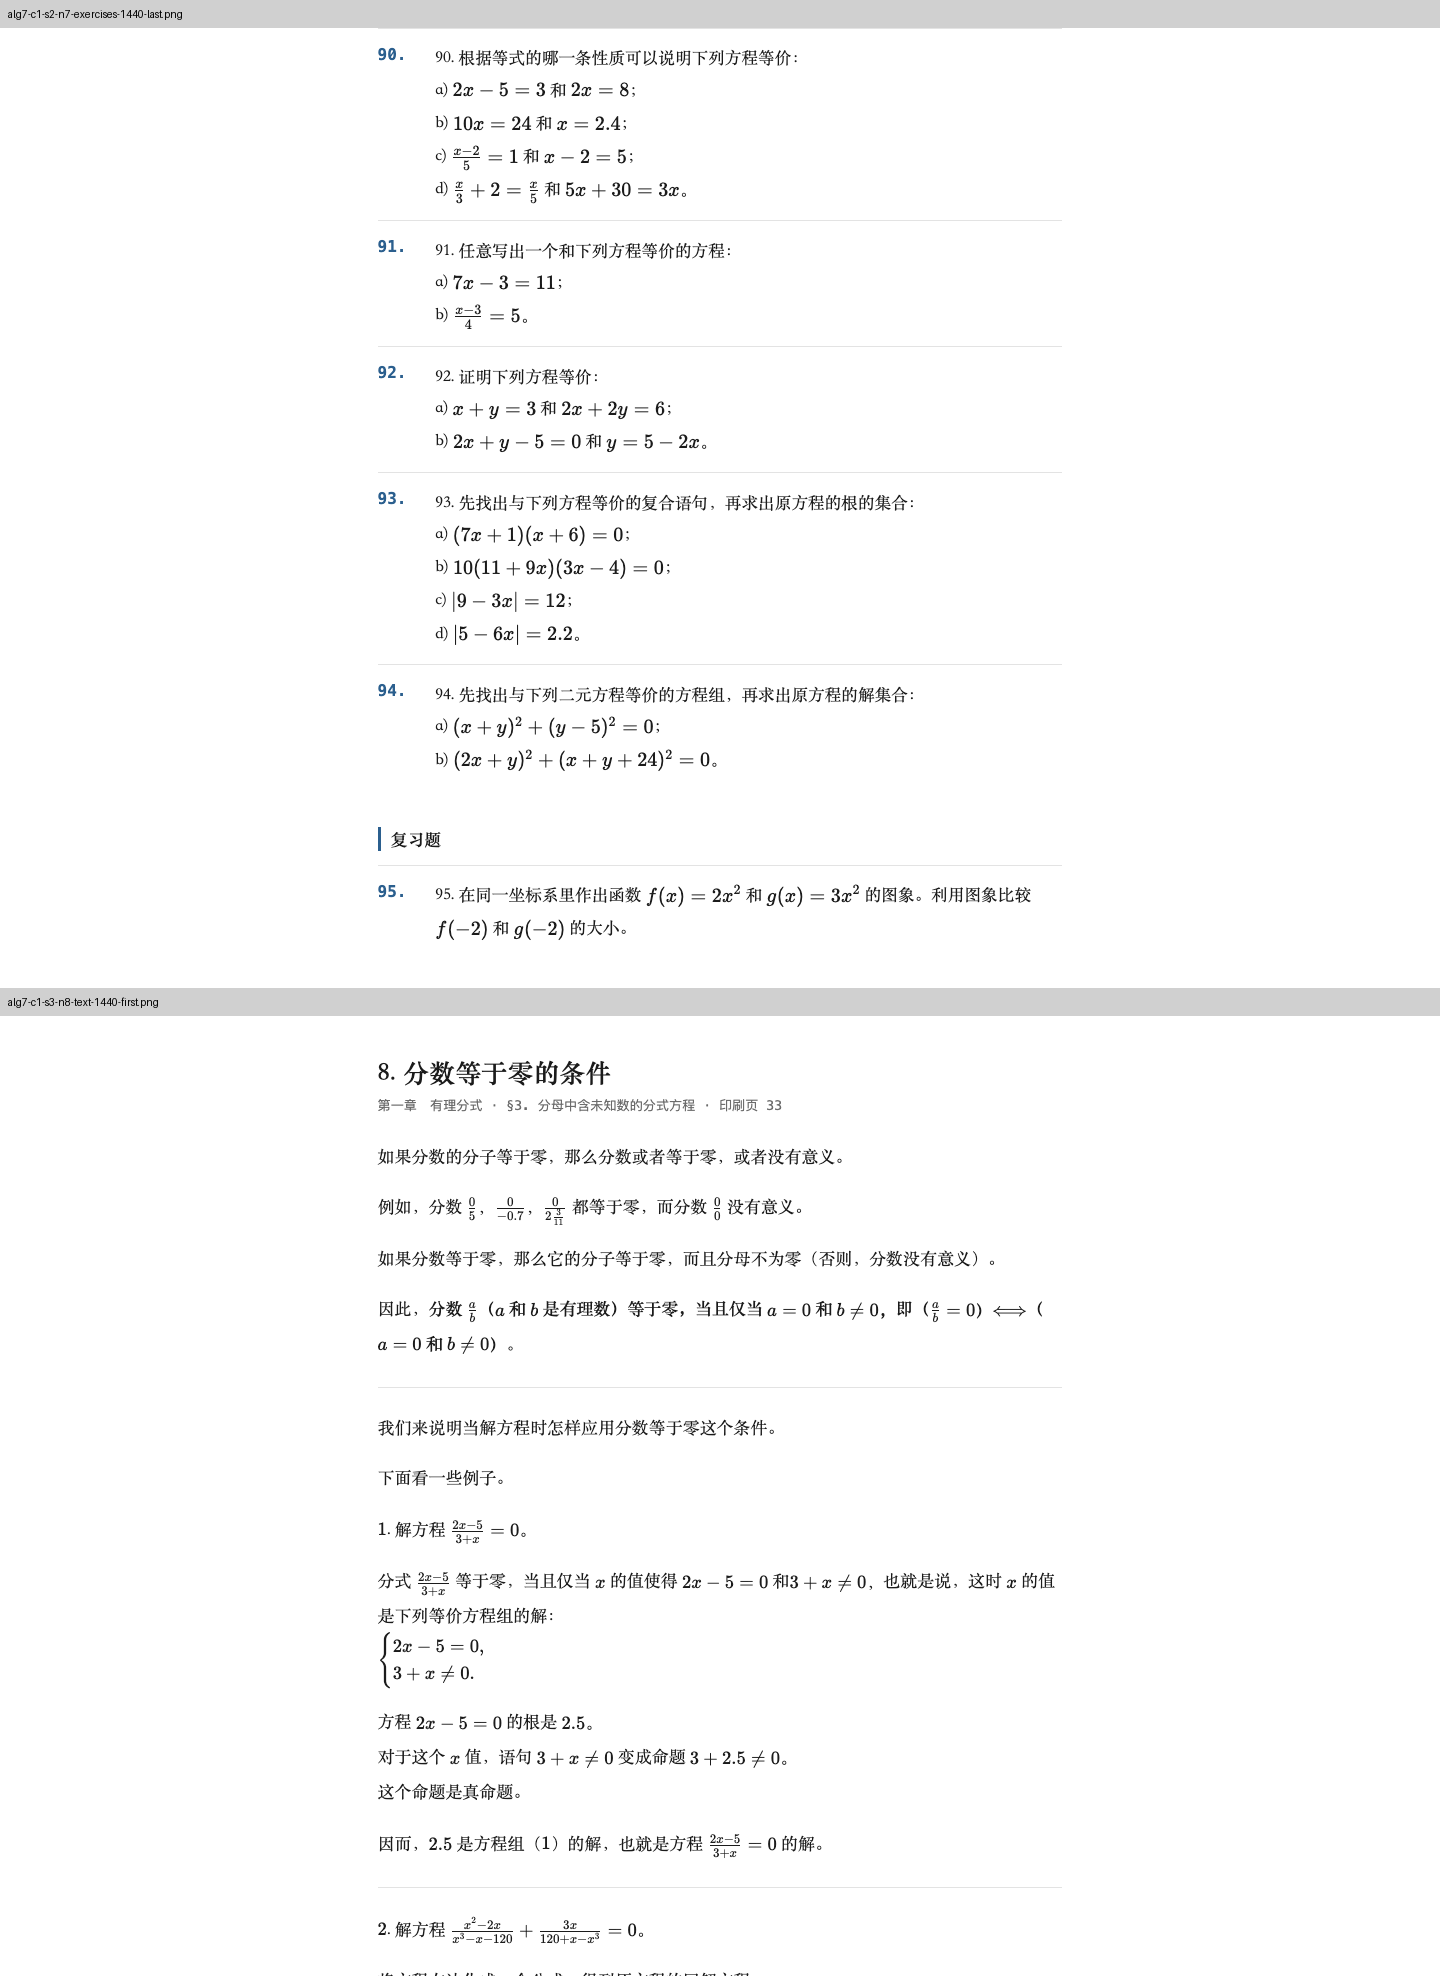 alg7-c1-s2-n7-exercises-1440-last.png
90. 90. 根据等式的哪一条性质可以说明下列方程等价：
a) 2x − 5 = 3 和 2x = 8；
b) 10x = 24 和 x = 2.4；
c) \frac{x−2}{5} = 1 和 x − 2 = 5；
d) \frac{x}{3} + 2 = \frac{x}{5} 和 5x + 30 = 3x。
91. 91. 任意写出一个和下列方程等价的方程：
a) 7x − 3 = 11；
b) \frac{x−3}{4} = 5。
92. 92. 证明下列方程等价：
a) x + y = 3 和 2x + 2y = 6；
b) 2x + y − 5 = 0 和 y = 5 − 2x。
93. 93. 先找出与下列方程等价的复合语句，再求出原方程的根的集合：
a) (7x + 1)(x + 6) = 0；
b) 10(11 + 9x)(3x − 4) = 0；
c) |9 − 3x| = 12；
d) |5 − 6x| = 2.2。
94. 94. 先找出与下列二元方程等价的方程组，再求出原方程的解集合：
a) (x + y)² + (y − 5)² = 0；
b) (2x + y)² + (x + y + 24)² = 0。
复习题
95. 95. 在同一坐标系里作出函数 f(x) = 2x² 和 g(x) = 3x² 的图象。利用图象比较
f(−2) 和 g(−2) 的大小。
alg7-c1-s3-n8-text-1440-first.png
8. 分数等于零的条件
第一章 有理分式 · §3. 分母中含未知数的分式方程 · 印刷页 33
如果分数的分子等于零，那么分数或者等于零，或者没有意义。
例如，分数 \frac{0}{5}，\frac{0}{−0.7}，\frac{0}{2\frac{3}{11}} 都等于零，而分数 \frac{0}{0} 没有意义。
如果分数等于零，那么它的分子等于零，而且分母不为零（否则，分数没有意义）。
因此，分数 \frac{a}{b}（a 和 b 是有理数）等于零，当且仅当 a = 0 和 b ≠ 0，即（\frac{a}{b} = 0）⟺（
a = 0 和 b ≠ 0）。
我们来说明当解方程时怎样应用分数等于零这个条件。
下面看一些例子。
1. 解方程 \frac{2x−5}{3+x} = 0。
分式 \frac{2x−5}{3+x} 等于零，当且仅当 x 的值使得 2x − 5 = 0 和3 + x ≠ 0，也就是说，这时 x 的值
是下列等价方程组的解：
{2x − 5 = 0,
3 + x ≠ 0.
方程 2x − 5 = 0 的根是 2.5。
对于这个 x 值，语句 3 + x ≠ 0 变成命题 3 + 2.5 ≠ 0。
这个命题是真命题。
因而，2.5 是方程组（1）的解，也就是方程 \frac{2x−5}{3+x} = 0 的解。
2. 解方程 \frac{x²−2x}{x³−x−120} + \frac{3x}{120+x−x³} = 0。